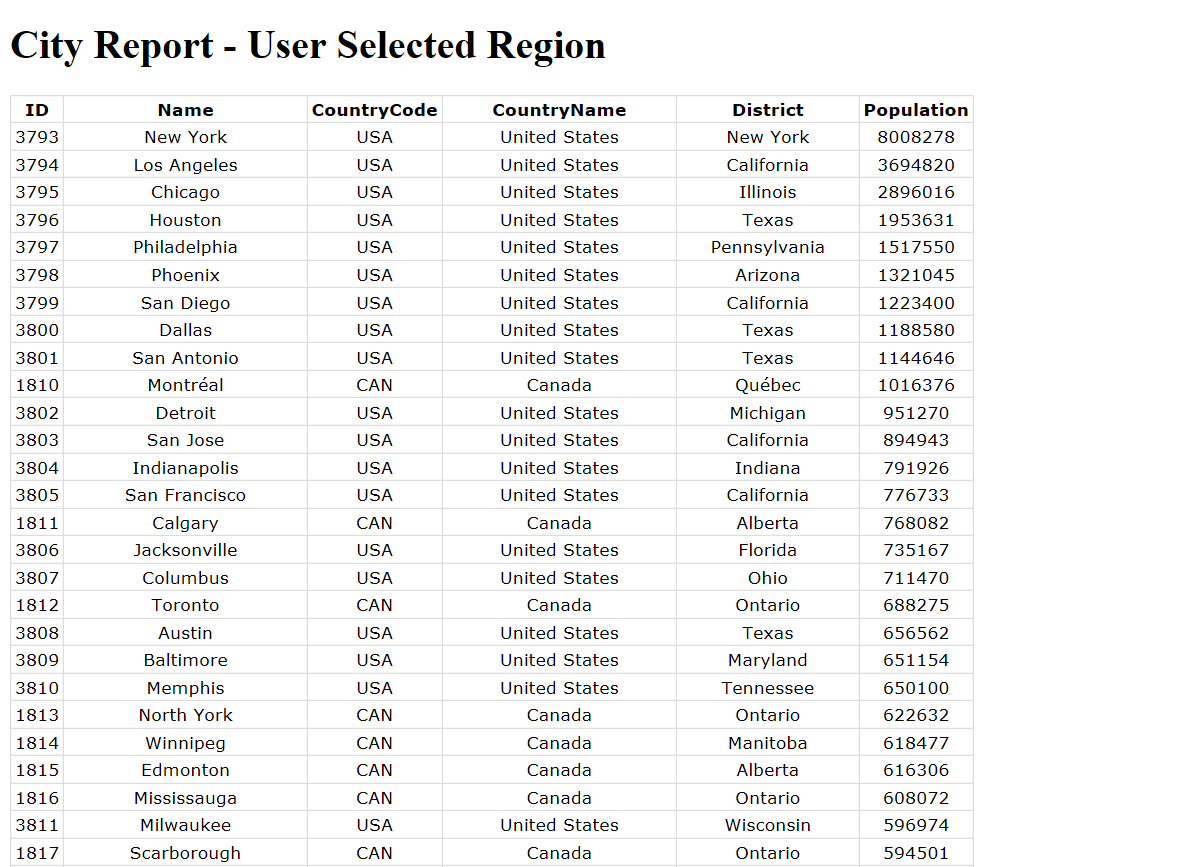 City Report - User Selected Region
ID Name CountryCode CountryName District Population
3793 New York USA United States New York 8008278
3794 Los Angeles USA United States California 3694820
3795 Chicago USA United States Illinois 2896016
3796 Houston USA United States Texas 1953631
3797 Philadelphia USA United States Pennsylvania 1517550
3798 Phoenix USA United States Arizona 1321045
3799 San Diego USA United States California 1223400
3800 Dallas USA United States Texas 1188580
3801 San Antonio USA United States Texas 1144646
1810 Montréal CAN Canada Québec 1016376
3802 Detroit USA United States Michigan 951270
3803 San Jose USA United States California 894943
3804 Indianapolis USA United States Indiana 791926
3805 San Francisco USA United States California 776733
1811 Calgary CAN Canada Alberta 768082
3806 Jacksonville USA United States Florida 735167
3807 Columbus USA United States Ohio 711470
1812 Toronto CAN Canada Ontario 688275
3808 Austin USA United States Texas 656562
3809 Baltimore USA United States Maryland 651154
3810 Memphis USA United States Tennessee 650100
1813 North York CAN Canada Ontario 622632
1814 Winnipeg CAN Canada Manitoba 618477
1815 Edmonton CAN Canada Alberta 616306
1816 Mississauga CAN Canada Ontario 608072
3811 Milwaukee USA United States Wisconsin 596974
1817 Scarborough CAN Canada Ontario 594501